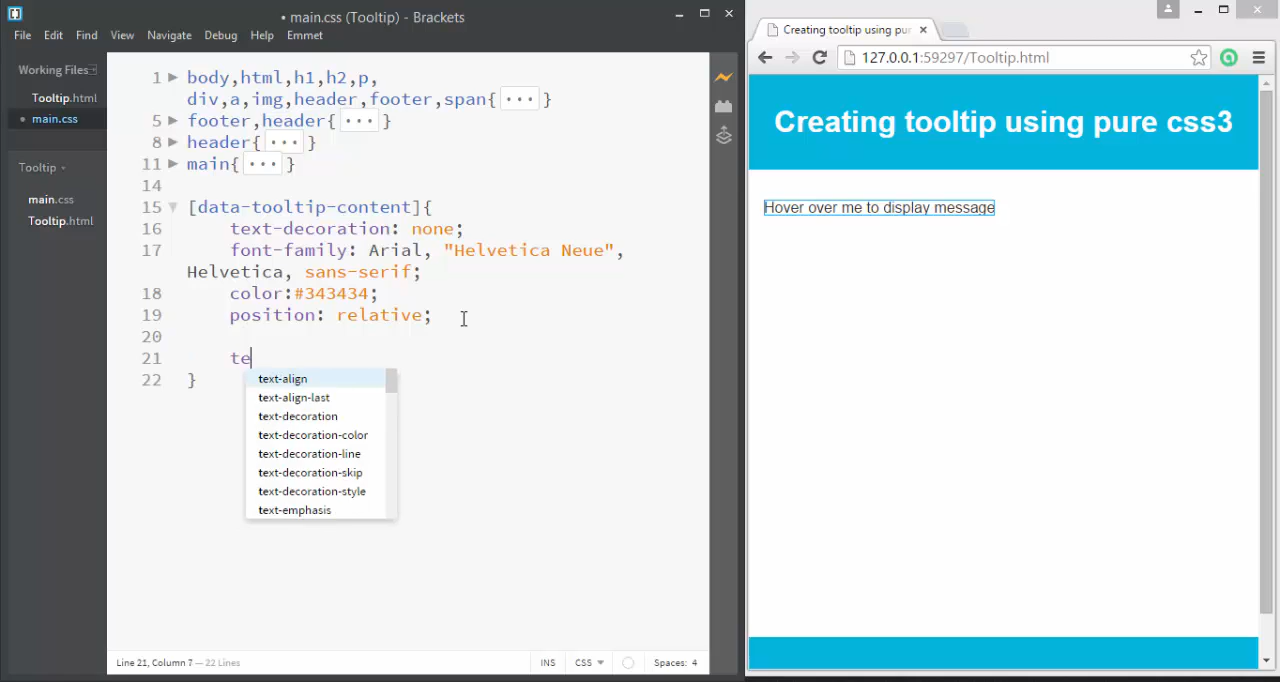 • main.css (Tooltip) - Brackets
File Edit Find View Navigate Debug Help Emmet
Working Files
Tooltip.html
• main.css
Tooltip
main.css
Tooltip.html
1 body,html,h1,h2,p,
div,a,img,header,footer,span{ ... }
5 footer,header{ ... }
8 header{ ... }
11 main{ ... }
14
15 [data-tooltip-content]{
16 text-decoration: none;
17 font-family: Arial, "Helvetica Neue",
Helvetica, sans-serif;
18 color:#343434;
19 position: relative;
20
21 te
22 }
text-align
text-align-last
text-decoration
text-decoration-color
text-decoration-line
text-decoration-skip
text-decoration-style
text-emphasis
Line 21, Column 7 — 22 Lines
INS CSS Spaces: 4
Creating tooltip using pur
127.0.0.1:59297/Tooltip.html
Creating tooltip using pure css3
Hover over me to display message